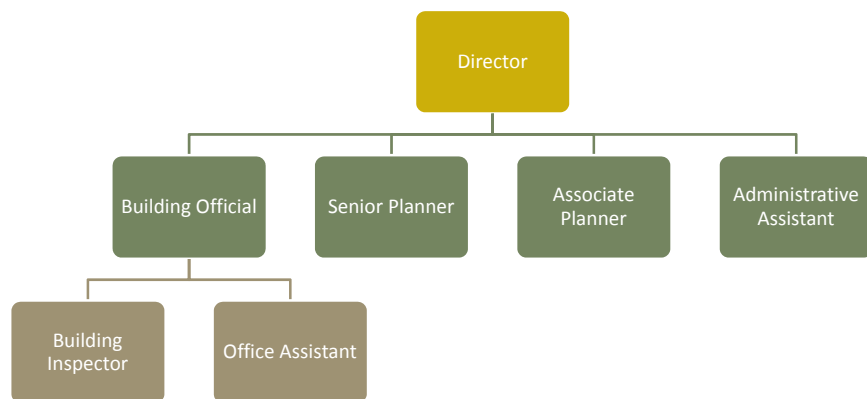 Director
Building Official
Senior Planner
Associate
Planner
Administrative
Assistant
Building
Inspector
Office Assistant